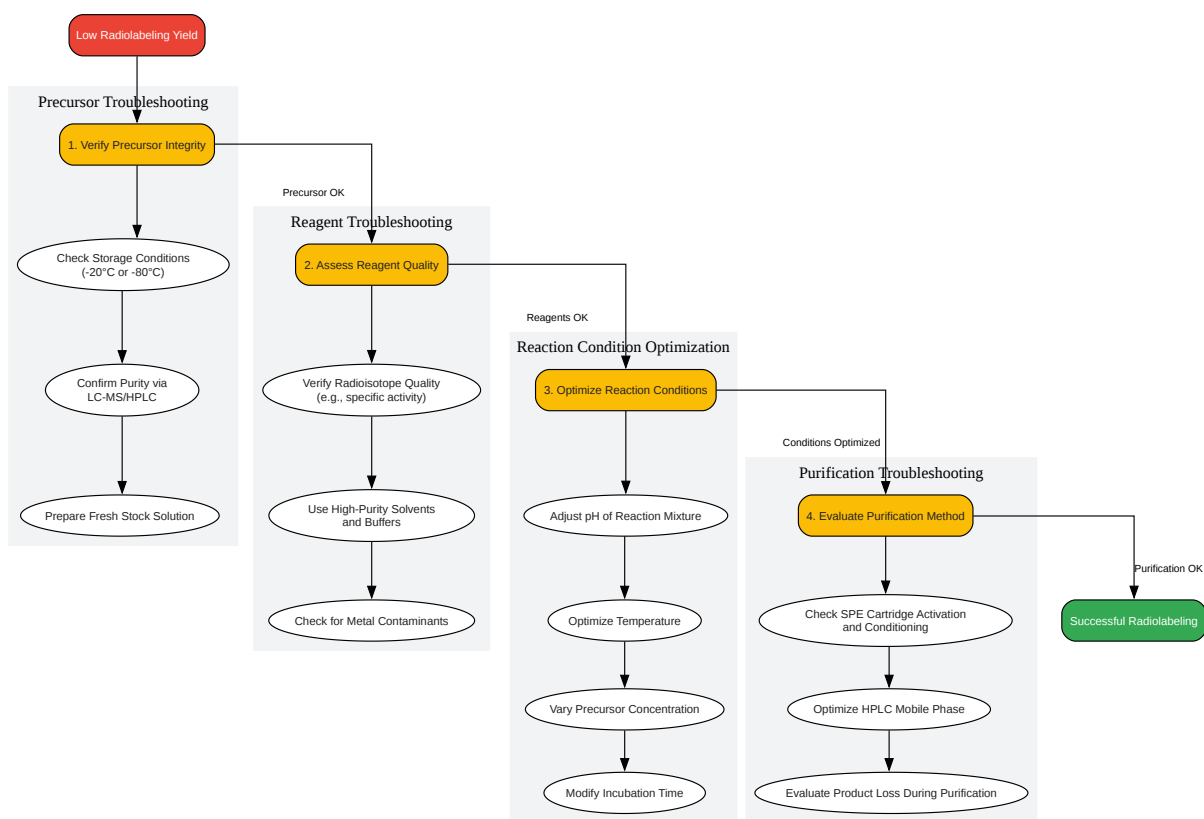 Low Radiolabeling Yield
Precursor Troubleshooting
1. Verify Precursor Integrity
Check Storage Conditions
(-20°C or -80°C)
Confirm Purity via
LC-MS/HPLC
Prepare Fresh Stock Solution
Precursor OK
Reagent Troubleshooting
2. Assess Reagent Quality
Verify Radioisotope Quality
(e.g., specific activity)
Use High-Purity Solvents
and Buffers
Check for Metal Contaminants
Reagents OK
Reaction Condition Optimization
3. Optimize Reaction Conditions
Adjust pH of Reaction Mixture
Optimize Temperature
Vary Precursor Concentration
Modify Incubation Time
Conditions Optimized
Purification Troubleshooting
4. Evaluate Purification Method
Check SPE Cartridge Activation
and Conditioning
Optimize HPLC Mobile Phase
Evaluate Product Loss During Purification
Purification OK
Successful Radiolabeling